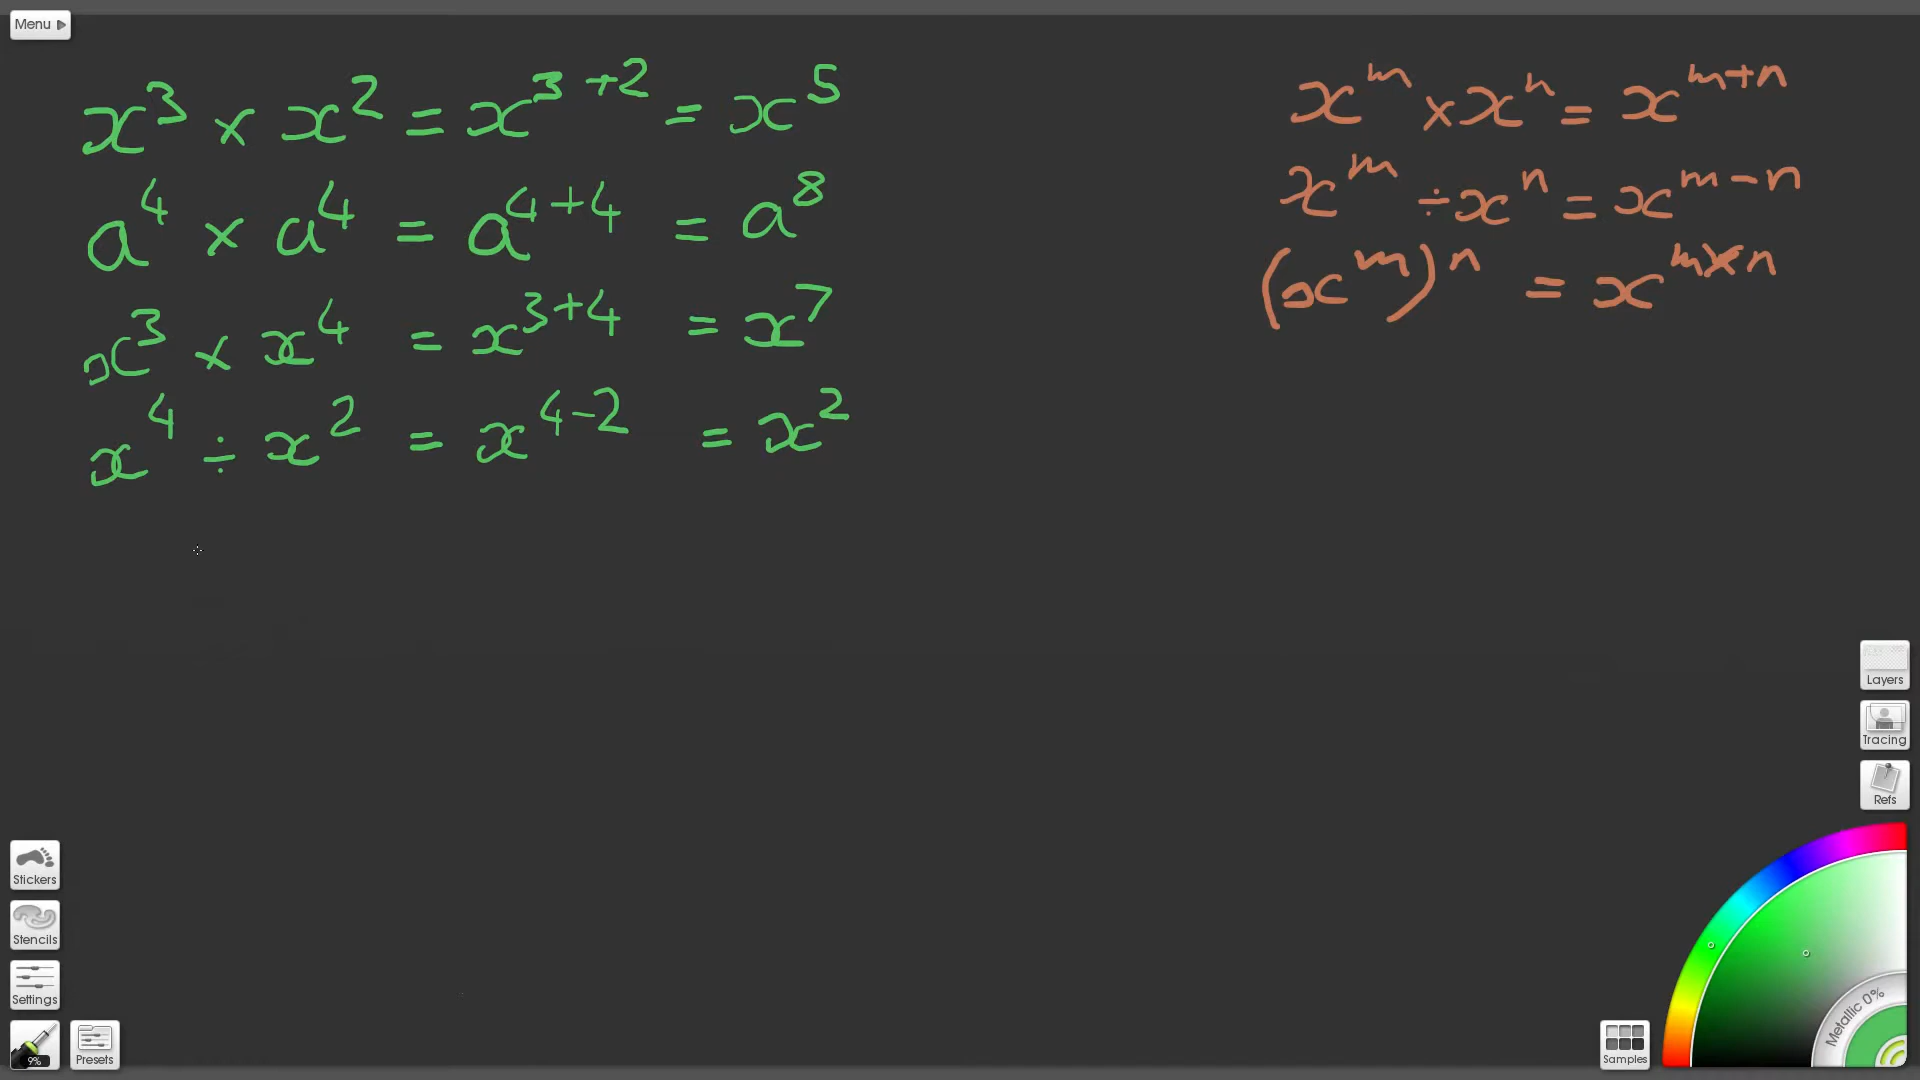 Menu
x³ × x² = x³⁺² = x⁵
a⁴ × a⁴ = a⁴⁺⁴ = a⁸
x³ × x⁴ = x³⁺⁴ = x⁷
x⁴ ÷ x² = x⁴⁻² = x²
xᵐ × xⁿ = xᵐ⁺ⁿ
xᵐ ÷ xⁿ = xᵐ⁻ⁿ
(xᵐ)ⁿ = xᵐˣⁿ
Layers
Tracing
Refs
Stickers
Stencils
Settings
9%
Presets
Metallic 0%
Samples